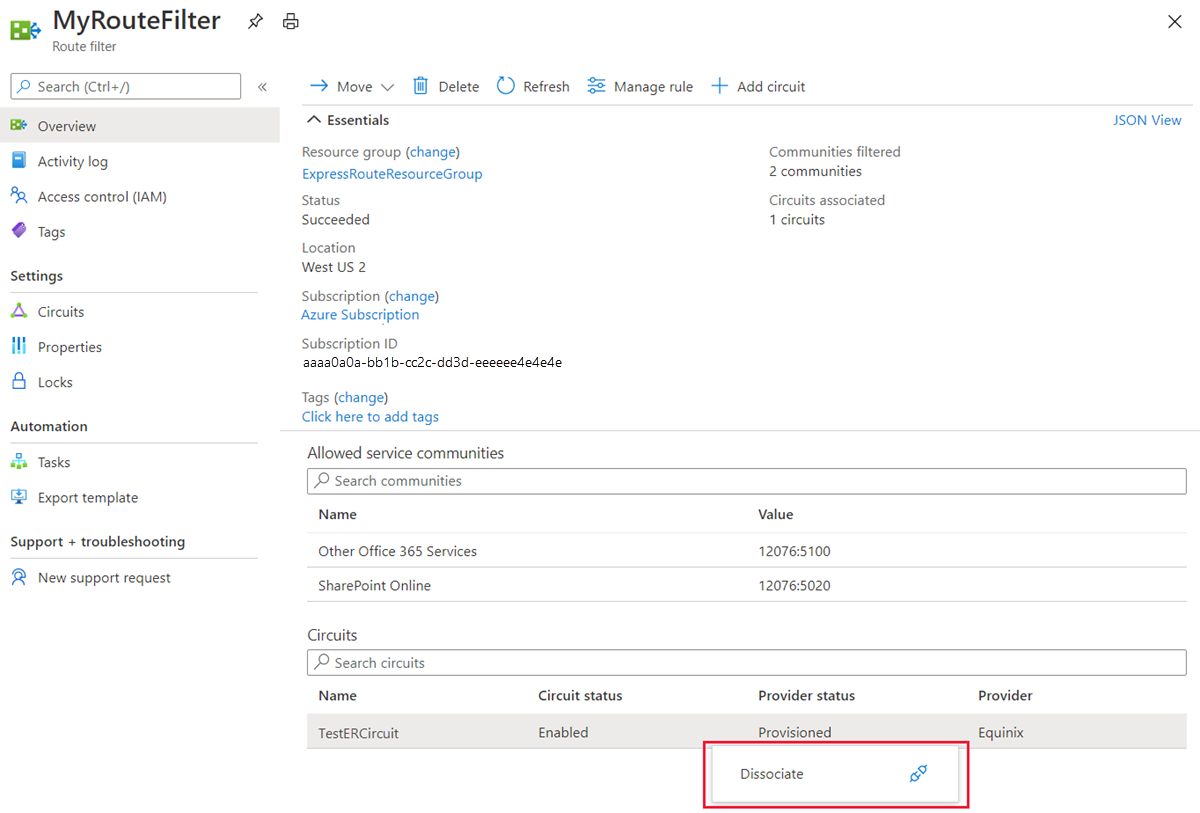 MyRouteFilter
Route filter
Search (Ctrl+/)
«
Overview
Activity log
Access control (IAM)
Tags
Settings
Circuits
Properties
Locks
Automation
Tasks
Export template
Support + troubleshooting
New support request
Move Delete Refresh Manage rule Add circuit
Essentials JSON View
Resource group (change)
ExpressRouteResourceGroup
Status
Succeeded
Location
West US 2
Subscription (change)
Azure Subscription
Subscription ID
aaaa0a0a-bb1b-cc2c-dd3d-eeeeee4e4e4e
Tags (change)
Click here to add tags
Communities filtered
2 communities
Circuits associated
1 circuits
Allowed service communities
Search communities
Name Value
Other Office 365 Services 12076:5100
SharePoint Online 12076:5020
Circuits
Search circuits
Name Circuit status Provider status Provider
TestERCircuit Enabled Provisioned Equinix
Dissociate